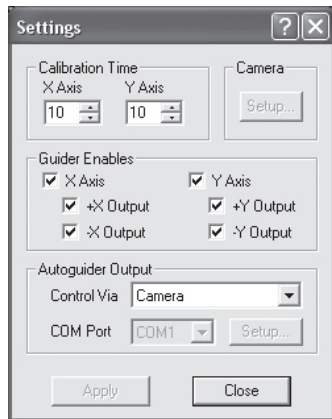 Settings
Calibration Time
Camera
X Axis Y Axis
10 10 Setup...
Guider Enables
X Axis Y Axis
+X Output +Y Output
-X Output -Y Output
Autoguider Output
Control Via Camera
COM Port COM1 Setup...
Apply Close